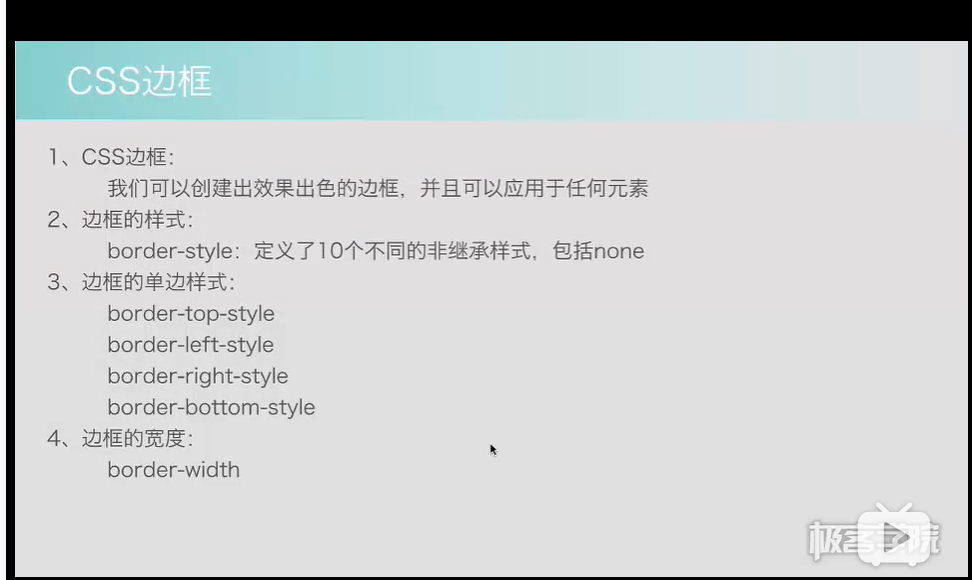 CSS边框
1、CSS边框：
我们可以创建出效果出色的边框，并且可以应用于任何元素
2、边框的样式：
border-style：定义了10个不同的非继承样式，包括none
3、边框的单边样式：
border-top-style
border-left-style
border-right-style
border-bottom-style
4、边框的宽度：
border-width
极客学院